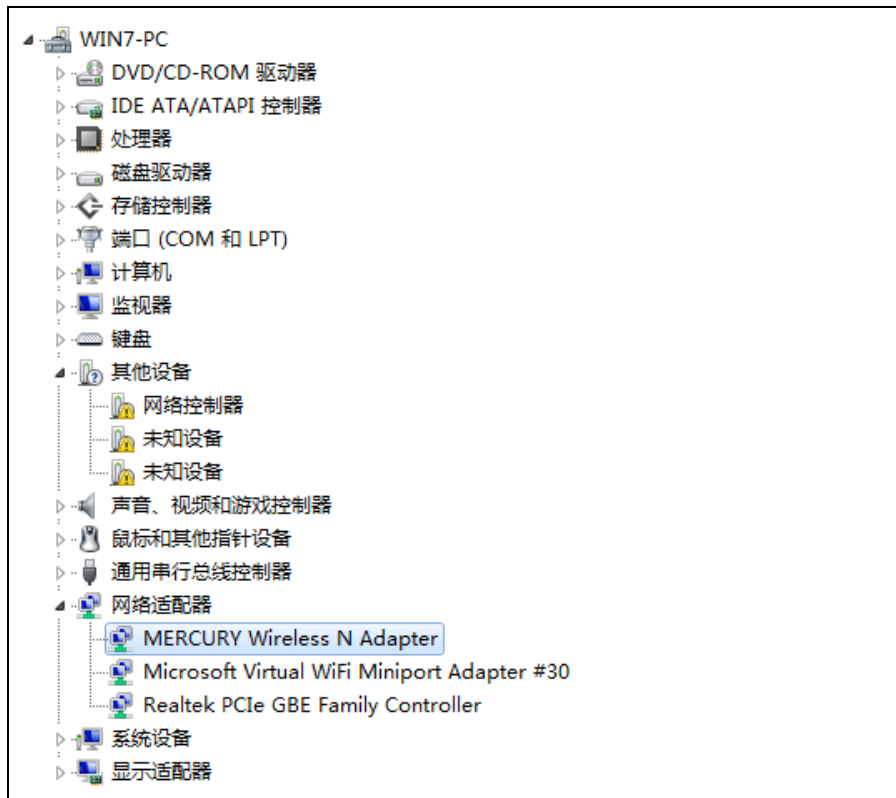 WIN7-PC
DVD/CD-ROM 驱动器
IDE ATA/ATAPI 控制器
处理器
磁盘驱动器
存储控制器
端口 (COM 和 LPT)
计算机
监视器
键盘
其他设备
网络控制器
未知设备
未知设备
声音、视频和游戏控制器
鼠标和其他指针设备
通用串行总线控制器
网络适配器
MERCURY Wireless N Adapter
Microsoft Virtual WiFi Miniport Adapter #30
Realtek PCIe GBE Family Controller
系统设备
显示适配器